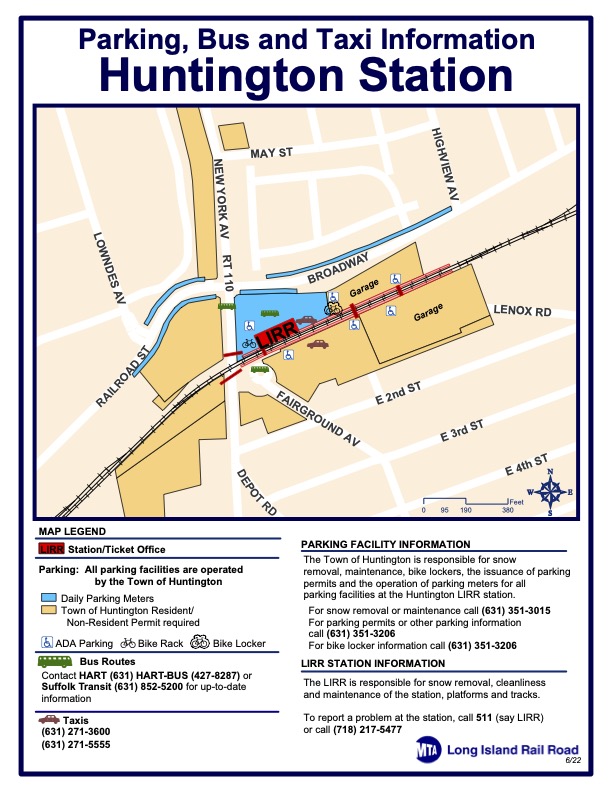 Parking, Bus and Taxi Information
Huntington Station
MAY ST
HIGHVIEW AV
NEW YORK AV
RT 110
LOWNDES AV
BROADWAY
Garage
Garage
LENOX RD
LIRR
RAILROAD ST
E 2nd ST
FAIRGROUND AV
E 3rd ST
E 4th ST
DEPOT RD
N
W
E
S
Feet
0 95 190 380
MAP LEGEND
LIRR Station/Ticket Office
Parking: All parking facilities are operated
by the Town of Huntington
Daily Parking Meters
Town of Huntington Resident/
Non-Resident Permit required
ADA Parking Bike Rack Bike Locker
Bus Routes
Contact HART (631) HART-BUS (427-8287) or
Suffolk Transit (631) 852-5200 for up-to-date
information
Taxis
(631) 271-3600
(631) 271-5555
PARKING FACILITY INFORMATION
The Town of Huntington is responsible for snow
removal, maintenance, bike lockers, the issuance of parking
permits and the operation of parking meters for all
parking facilities at the Huntington LIRR station.
For snow removal or maintenance call (631) 351-3015
For parking permits or other parking information
call (631) 351-3206
For bike locker information call (631) 351-3206
LIRR STATION INFORMATION
The LIRR is responsible for snow removal, cleanliness
and maintenance of the station, platforms and tracks.
To report a problem at the station, call 511 (say LIRR)
or call (718) 217-5477
MTA Long Island Rail Road
6/22